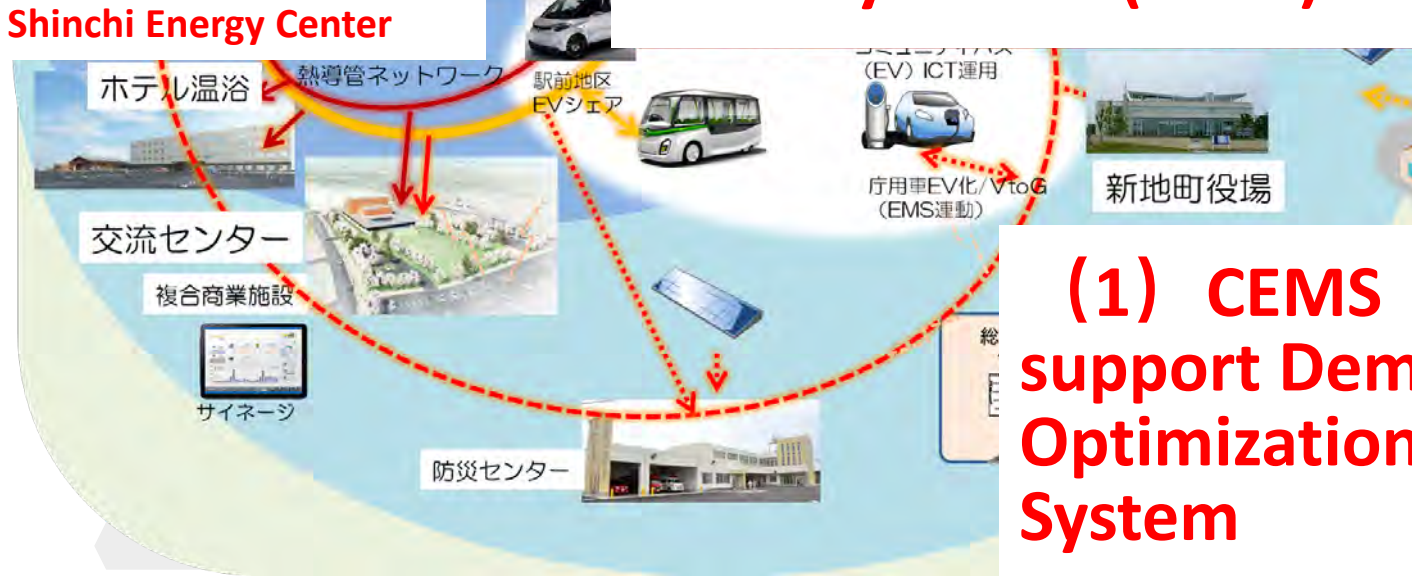 Shinchi Energy Center
ホテル温浴
熱導管ネットワーク
駅前地区
EVシェア
(EV) ICT運用
庁用車EV化/VtoG
(EMS連動)
新地町役場
交流センター
複合商業施設
サイネージ
防災センター
総
(1) CEMS
support Dem
Optimization
System